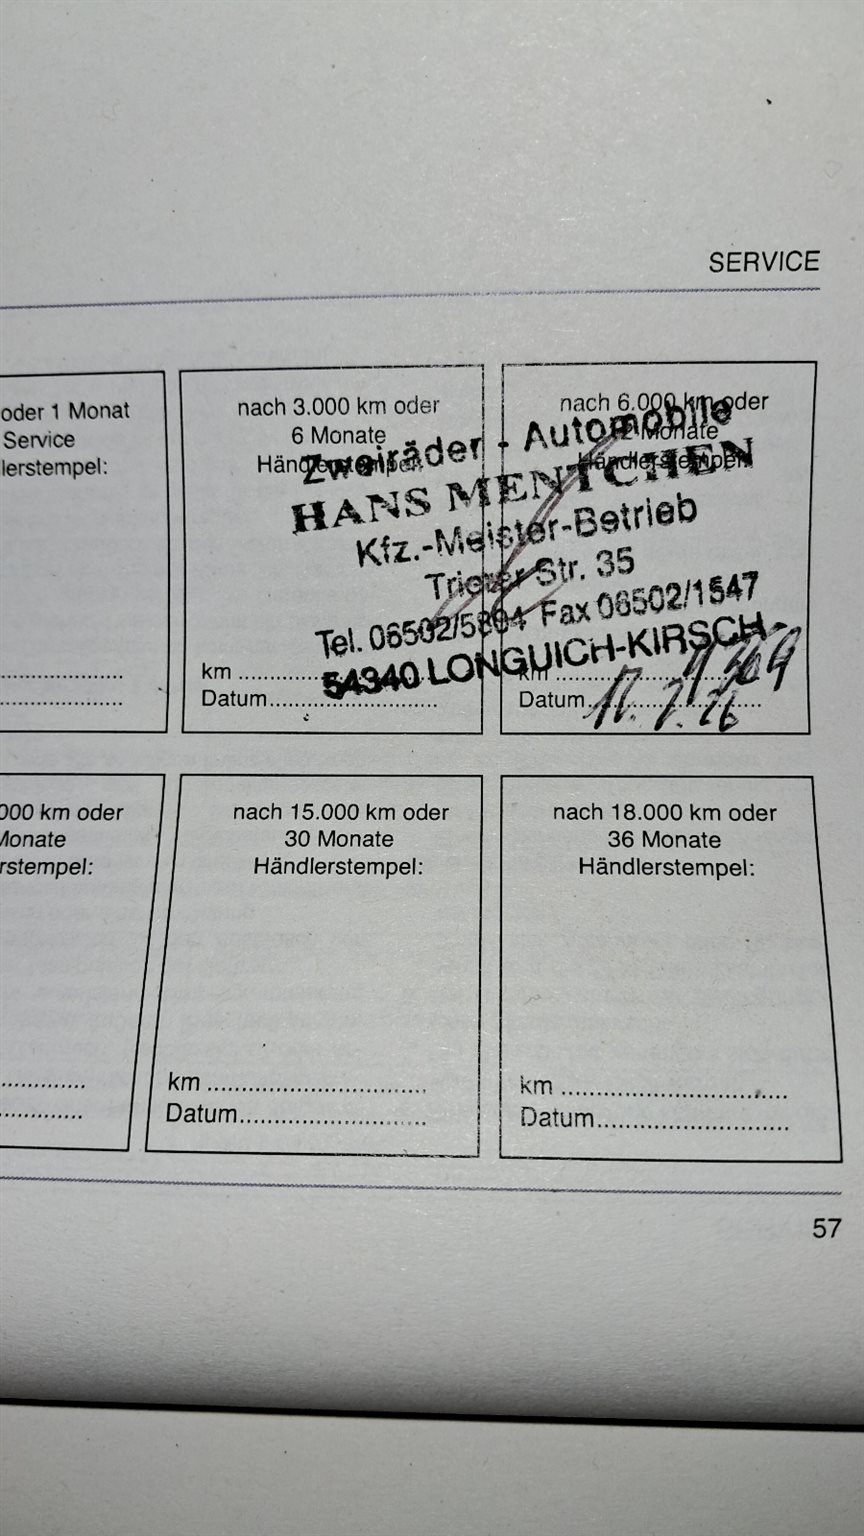 SERVICE
oder 1 Monat
Service
lerstempel:
nach 3.000 km oder
6 Monate
Händlerstempel:
km
Datum
nach 6.000 km oder
Monate
Händlerstempel:
km
Datum
Zweiräder - Automobile
HANS MENTCHEN
Kfz.-Meister-Betrieb
Trierer Str. 35
Tel. 06502/5804 Fax 06502/1547
54340 LONGUICH-KIRSCH
000 km oder
Monate
rstempel:
nach 15.000 km oder
30 Monate
Händlerstempel:
km
Datum
nach 18.000 km oder
36 Monate
Händlerstempel:
km
Datum
57